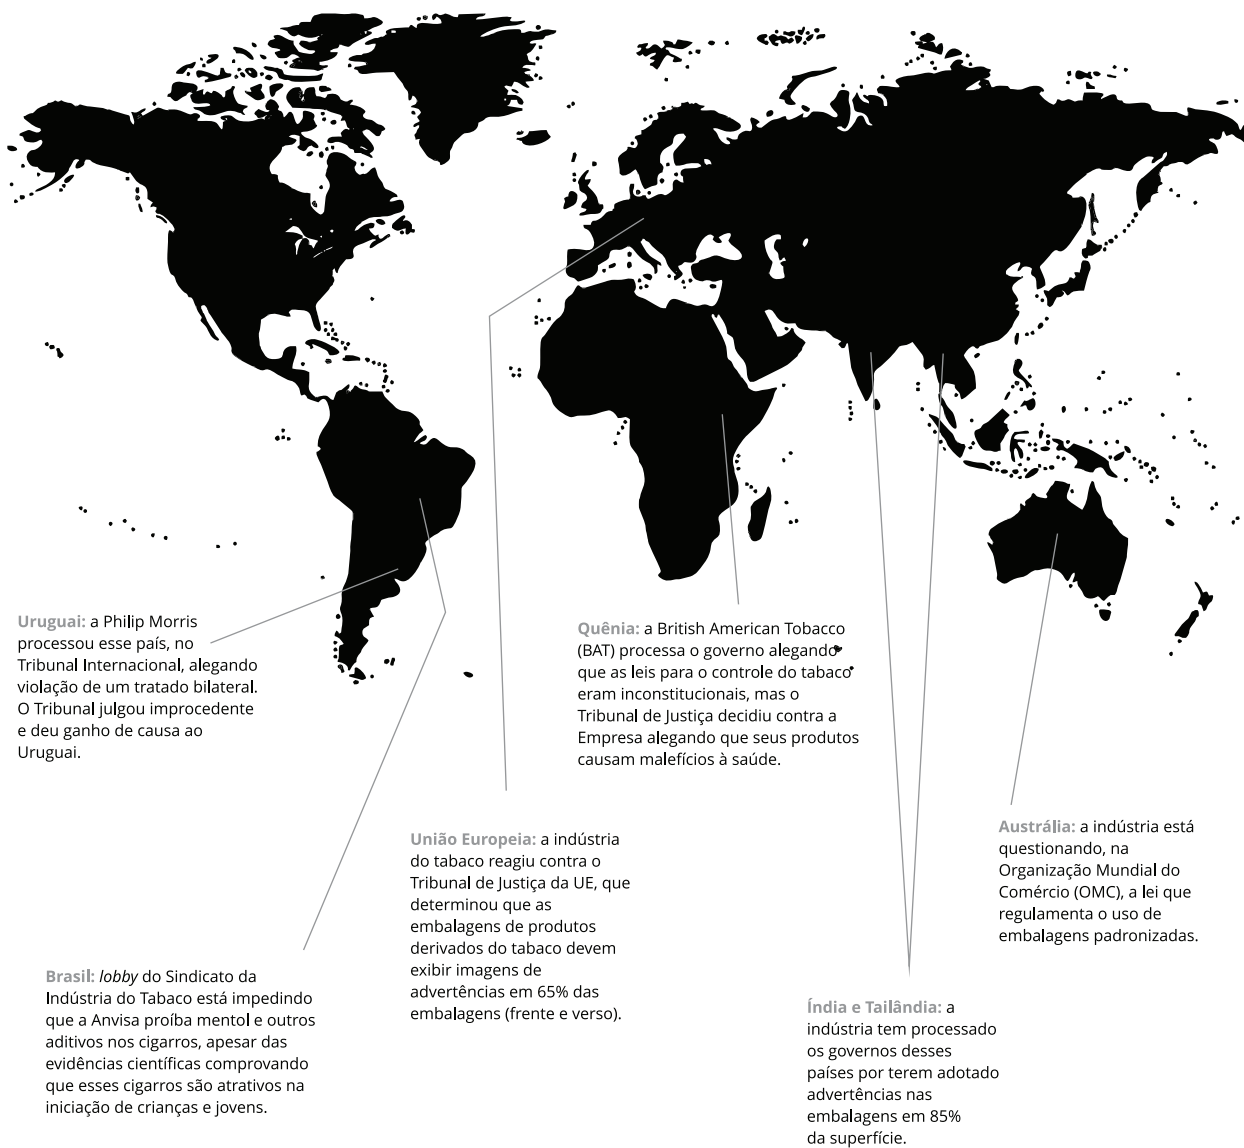 Uruguai: a Philip Morris
processou esse país, no
Tribunal Internacional, alegando
violação de um tratado bilateral.
O Tribunal julgou improcedente
e deu ganho de causa ao
Uruguai.
Quênia: a British American Tobacco
(BAT) processa o governo alegando
que as leis para o controle do tabaco
eram inconstitucionais, mas o
Tribunal de Justiça decidiu contra a
Empresa alegando que seus produtos
causam malefícios à saúde.
União Europeia: a indústria
do tabaco reagiu contra o
Tribunal de Justiça da UE, que
determinou que as
embalagens de produtos
derivados do tabaco devem
exibir imagens de
advertências em 65% das
embalagens (frente e verso).
Austrália: a indústria está
questionando, na
Organização Mundial do
Comércio (OMC), a lei que
regulamenta o uso de
embalagens padronizadas.
Brasil: lobby do Sindicato da
Indústria do Tabaco está impedindo
que a Anvisa proíba mentol e outros
aditivos nos cigarros, apesar das
evidências científicas comprovando
que esses cigarros são atrativos na
iniciação de crianças e jovens.
Índia e Tailândia: a
indústria tem processado
os governos desses
países por terem adotado
advertências nas
embalagens em 85%
da superfície.